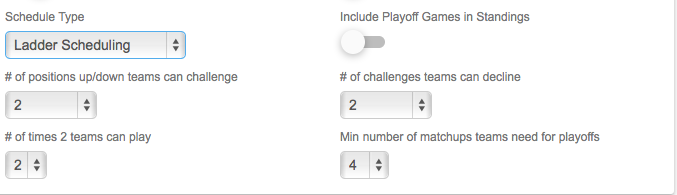 Schedule Type
Include Playoff Games in Standings
Ladder Scheduling
# of positions up/down teams can challenge
# of challenges teams can decline
2
2
# of times 2 teams can play
Min number of matchups teams need for playoffs
2
4